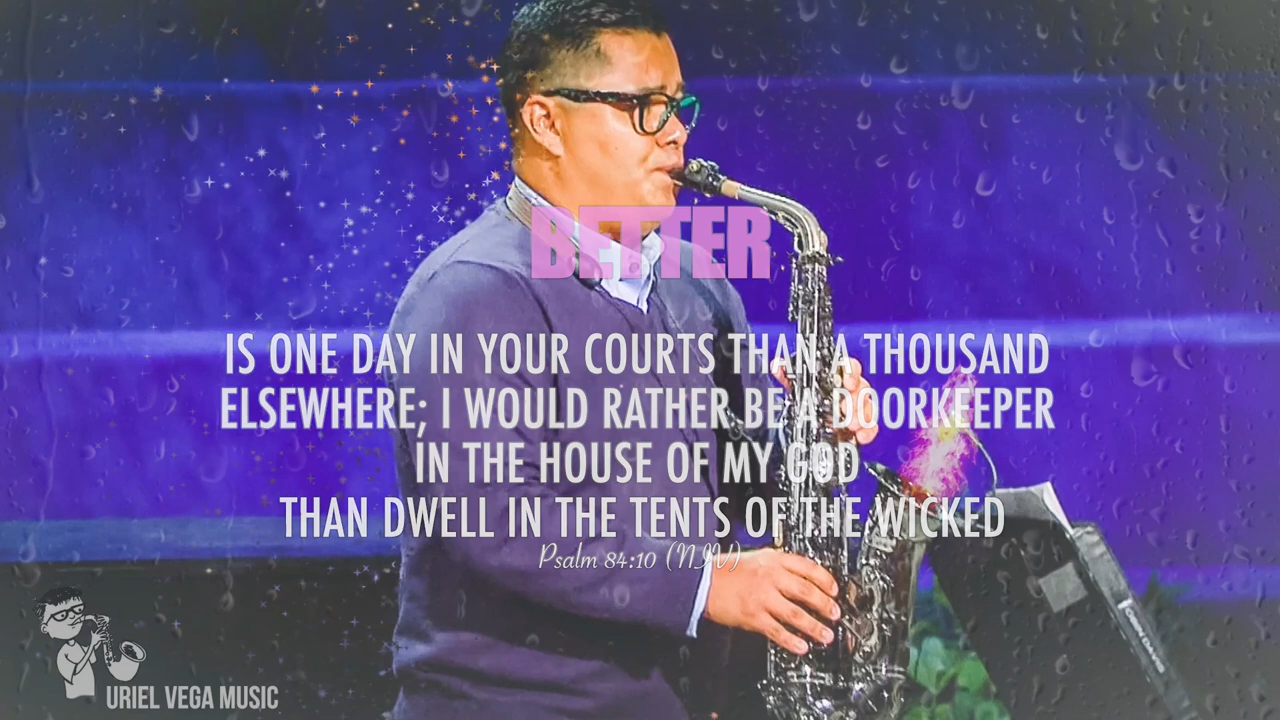 BETTER
IS ONE DAY IN YOUR COURTS THAN A THOUSAND
ELSEWHERE; I WOULD RATHER BE A DOORKEEPER
IN THE HOUSE OF MY GOD
THAN DWELL IN THE TENTS OF THE WICKED
Psalm 84:10 (NIV)
URIEL VEGA MUSIC